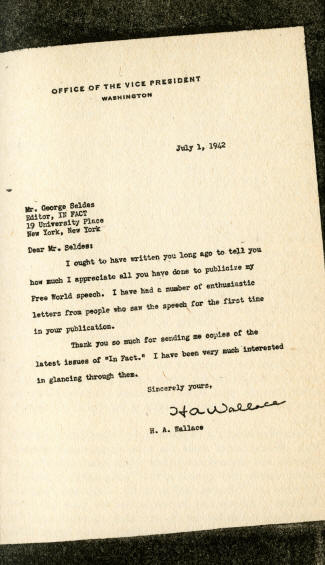 OFFICE OF THE VICE PRESIDENT
WASHINGTON
July 1, 1942
Mr. George Seldes
Editor, IN FACT
19 University Place
New York, New York
Dear Mr. Seldes:
I ought to have written you long ago to tell you
how much I appreciate all you have done to publicize my
Free World speech. I have had a number of enthusiastic
letters from people who saw the speech for the first time
in your publication.
Thank you so much for sending me copies of the
latest issues of "In Fact." I have been very much interested
in glancing through them.
Sincerely yours,
H A Wallace
H. A. Wallace